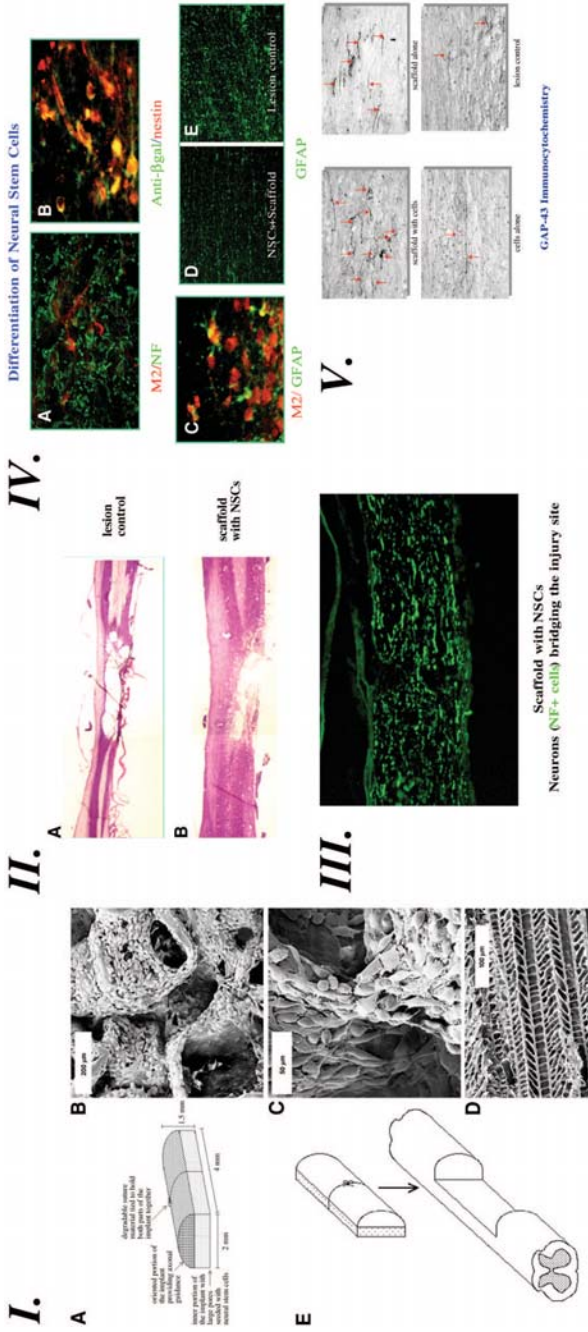 I.
A
degradable suture
material tied to hold
both parts of the
implant together
oriented portion of
the implant
providing axonal
guidance
inner portion of
the implant with
large pores
seeded with
neural stem cells
1.5 mm
4 mm
2 mm
B
200 µm
C
50 µm
D
100 µm
E
II.
A
lesion
control
B
scaffold
with NSCs
III.
Scaffold with NSCs
Neurons (NF+ cells) bridging the injury site
IV.
Differentiation of Neural Stem Cells
A
M2/NF
B
Anti-βgal/nestin
C
M2/ GFAP
D
NSCs+Scaffold
E
Lesion control
GFAP
V.
scaffold with cells
scaffold alone
cells alone
lesion control
GAP-43 Immunocytochemistry